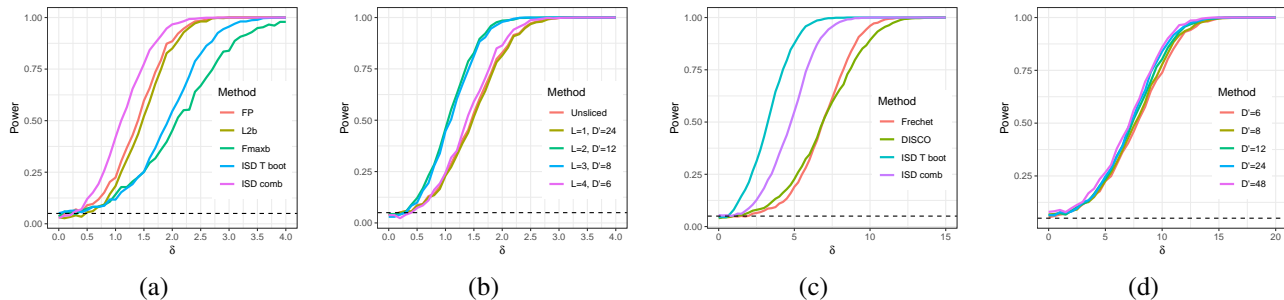 1.00
0.75
0.50
0.25
0.00
Power
0.0 0.5 1.0 1.5 2.0 2.5 3.0 3.5 4.0
δ
Method
FP
L2b
Fmaxb
ISD T boot
ISD comb
(a)
1.00
0.75
0.50
0.25
0.00
Power
0.0 0.5 1.0 1.5 2.0 2.5 3.0 3.5 4.0
δ
Method
Unsliced
L=1, D'=24
L=2, D'=12
L=3, D'=8
L=4, D'=6
(b)
1.00
0.75
0.50
0.25
0.00
Power
0 5 10 15
δ
Method
Frechet
DISCO
ISD T boot
ISD comb
(c)
1.00
0.75
0.50
0.25
0.00
Power
0 5 10 15 20
δ
Method
D'=6
D'=8
D'=12
D'=24
D'=48
(d)